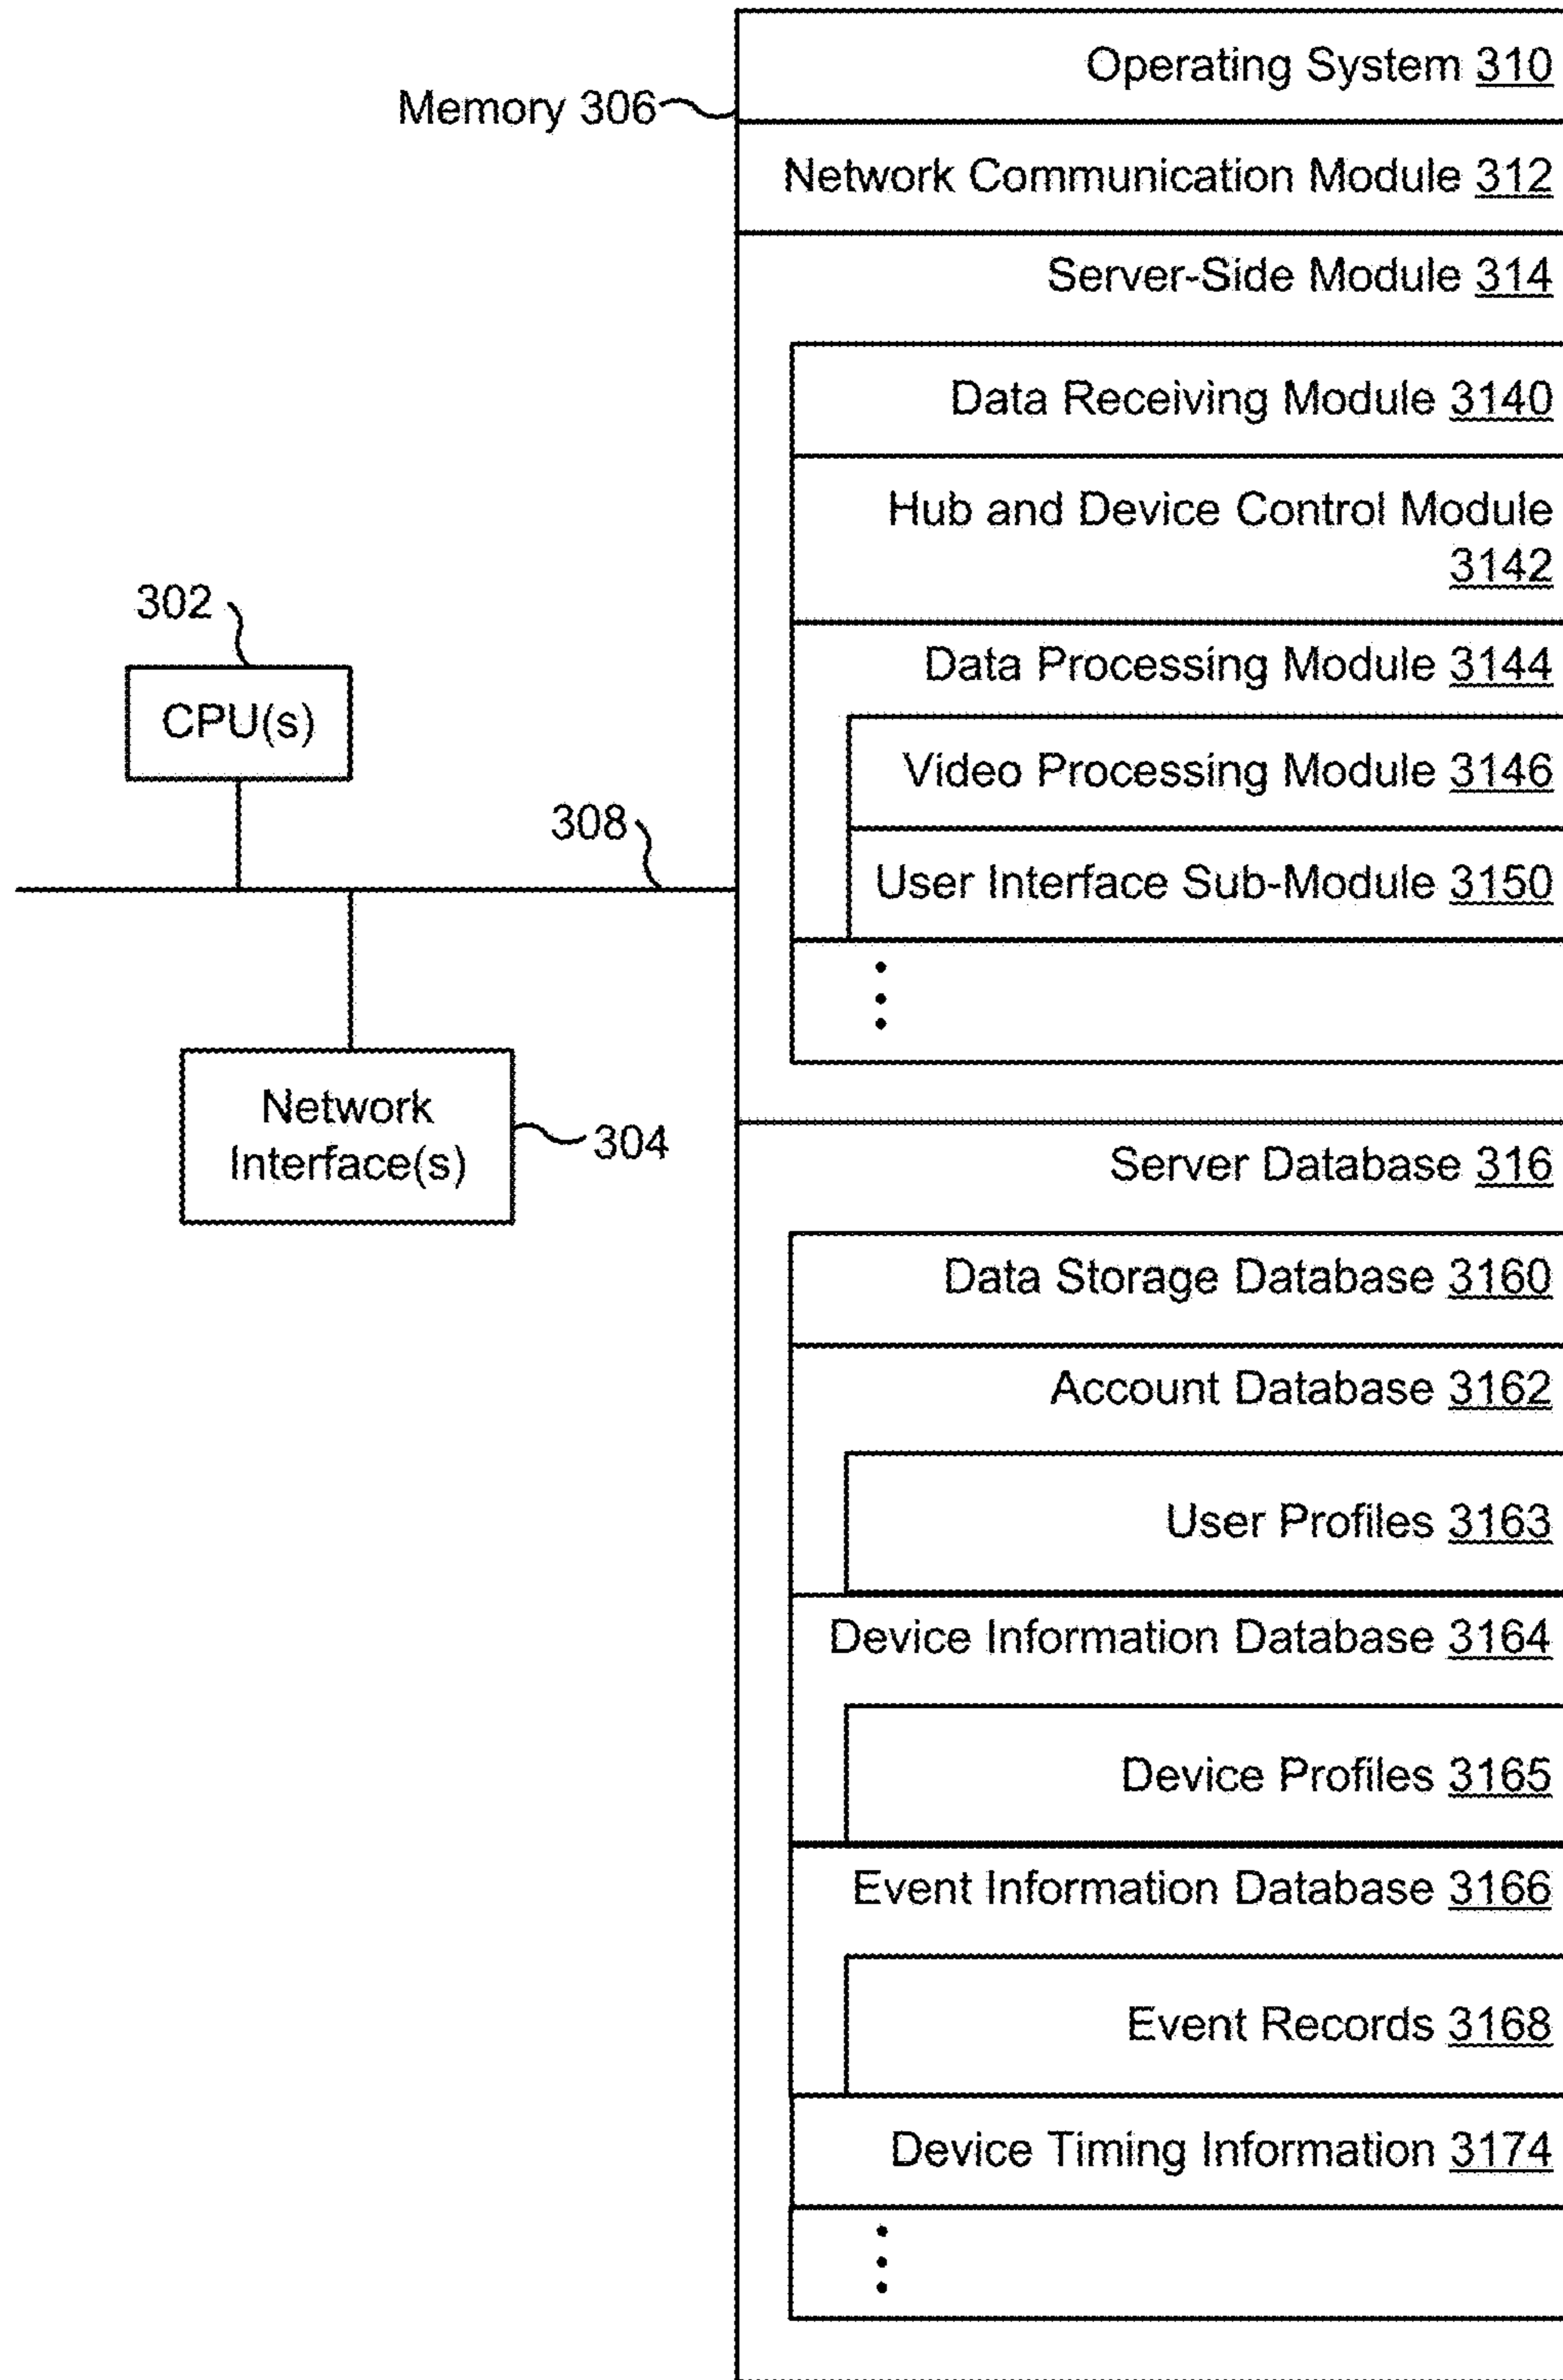 Operating System 310
Memory 306
Network Communication Module 312
Server-Side Module 314
Data Receiving Module 3140
Hub and Device Control Module
3142
302
CPU(s)
Data Processing Module 3144
Video Processing Module 3146
308
User Interface Sub-Module 3150
Network
Interface(s)
304
Server Database 316
Data Storage Database 3160
Account Database 3162
User Profiles 3163
Device Information Database 3164
Device Profiles 3165
Event Information Database 3166
Event Records 3168
Device Timing Information 3174